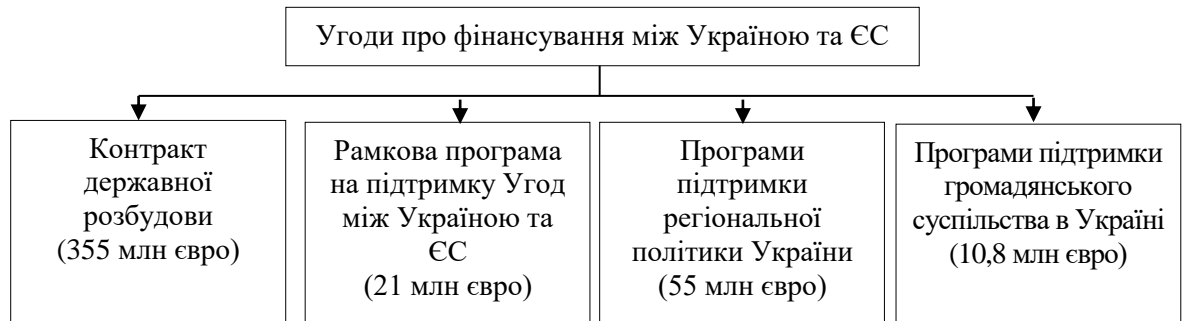 Угоди про фінансування між Україною та ЄС
Контракт
державної
розбудови
(355 млн євро)
Рамкова програма
на підтримку Угод
між Україною та
ЄС
(21 млн євро)
Програми
підтримки
регіональної
політики України
(55 млн євро)
Програми підтримки
громадянського
суспільства в Україні
(10,8 млн євро)